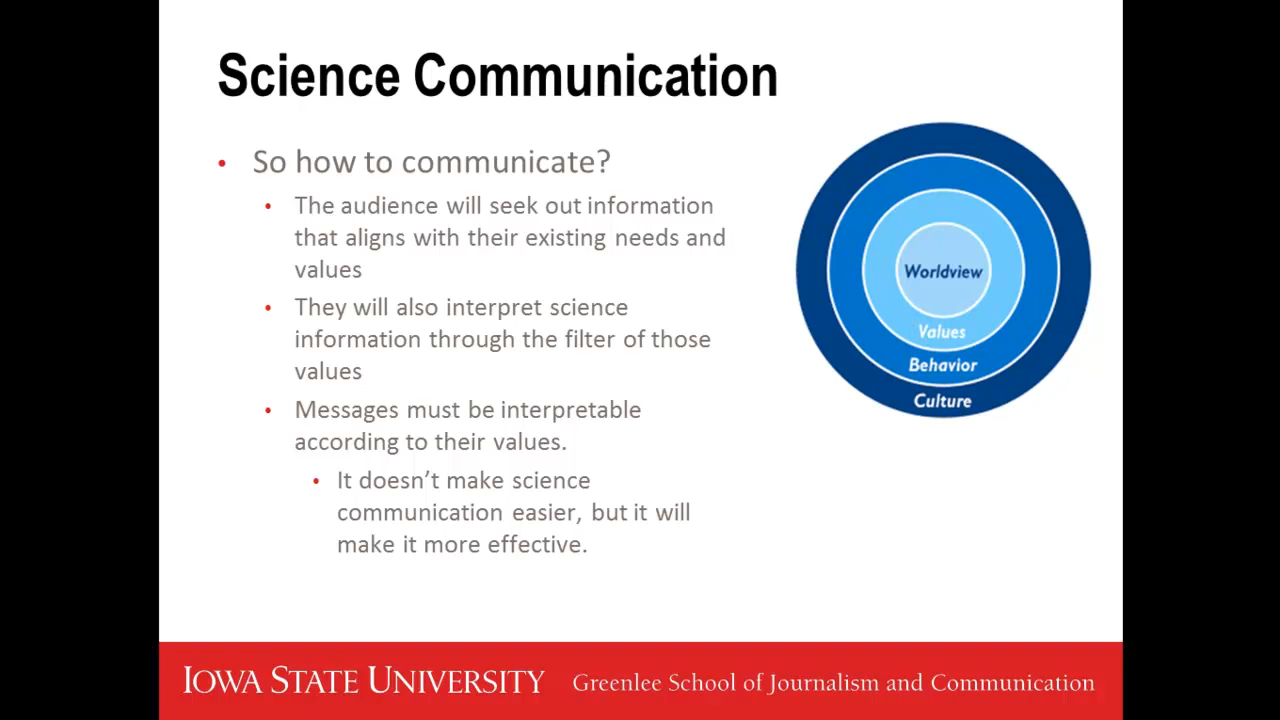 Science Communication
• So how to communicate?
• The audience will seek out information
that aligns with their existing needs and
values
• They will also interpret science
information through the filter of those
values
• Messages must be interpretable
according to their values.
• It doesn’t make science
communication easier, but it will
make it more effective.
Worldview
Values
Behavior
Culture
IOWA STATE UNIVERSITY Greenlee School of Journalism and Communication